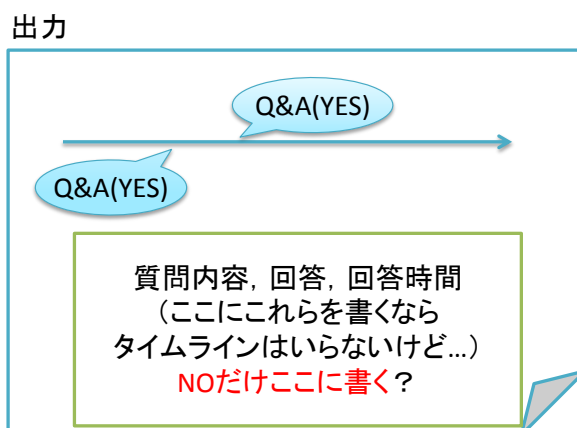 出力
Q&A(YES)
Q&A(YES)
質問内容，回答，回答時間
（ここにこれらを書くなら
タイムラインはいらないけど…）
NOだけここに書く？